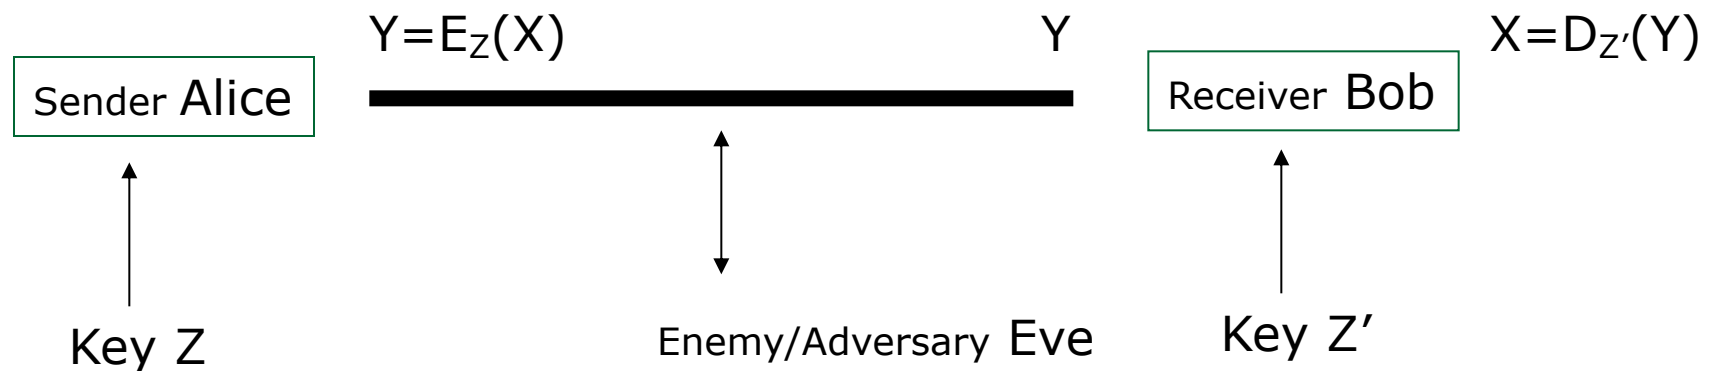 Y=E_Z(X)
Y
X=D_Z'(Y)
Sender Alice
Receiver Bob
Key Z
Enemy/Adversary Eve
Key Z'